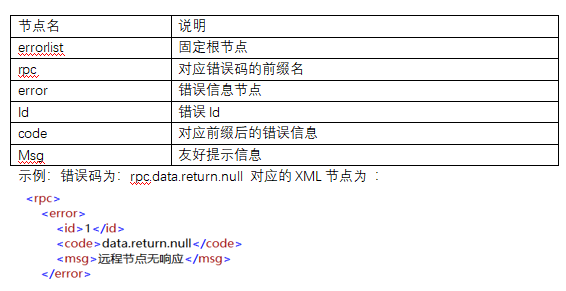 节点名 说明
errorlist 固定根节点
rpc 对应错误码的前缀名
error 错误信息节点
Id 错误 Id
code 对应前缀后的错误信息
Msg 友好提示信息
示例：错误码为：rpc.data.return.null 对应的 XML 节点为 ：
<rpc>
<error>
<id>1</id>
<code>data.return.null</code>
<msg>远程节点无响应</msg>
</error>